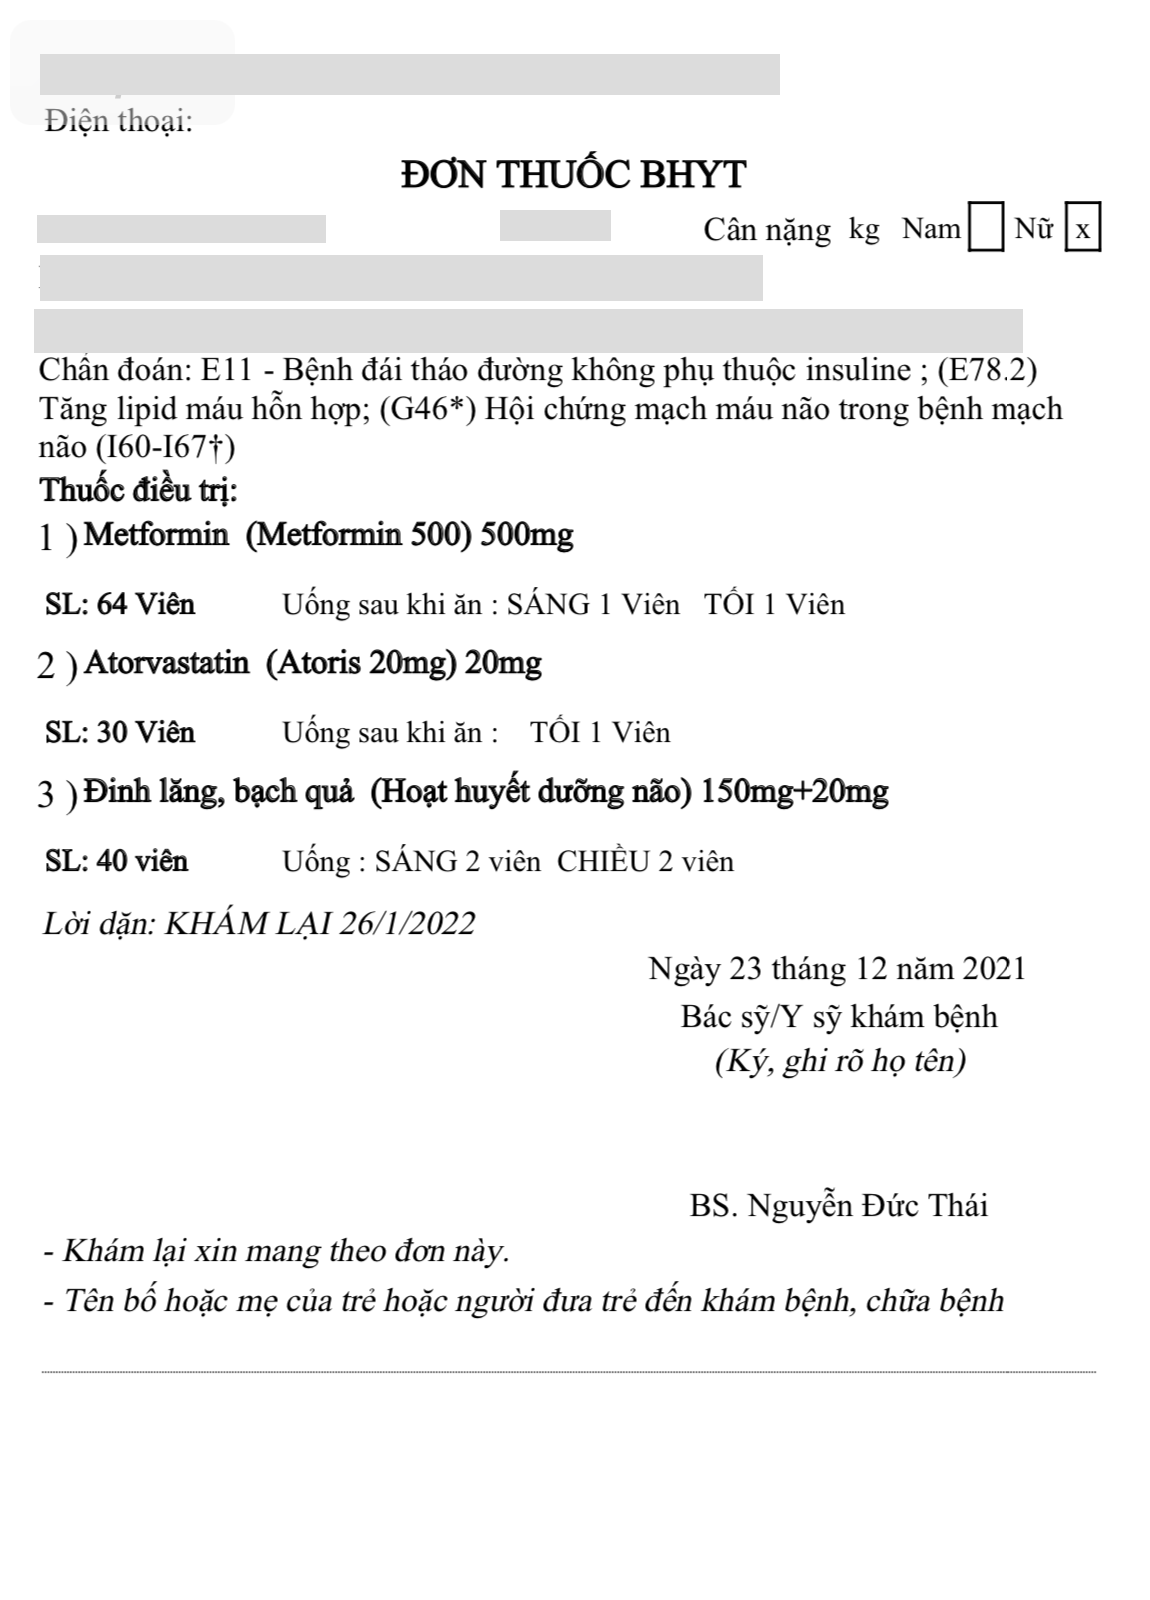 Điện thoại:
ĐƠN THUỐC BHYT
Cân nặng kg Nam Nữ x
Chẩn đoán: E11 - Bệnh đái tháo đường không phụ thuộc insuline ; (E78.2)
Tăng lipid máu hỗn hợp; (G46*) Hội chứng mạch máu não trong bệnh mạch
não (I60-I67†)
Thuốc điều trị:
1 ) Metformin (Metformin 500) 500mg
SL: 64 Viên Uống sau khi ăn : SÁNG 1 Viên TỐI 1 Viên
2 ) Atorvastatin (Atoris 20mg) 20mg
SL: 30 Viên Uống sau khi ăn : TỐI 1 Viên
3 ) Đinh lăng, bạch quả (Hoạt huyết dưỡng não) 150mg+20mg
SL: 40 viên Uống : SÁNG 2 viên CHIỀU 2 viên
Lời dặn: KHÁM LẠI 26/1/2022
Ngày 23 tháng 12 năm 2021
Bác sỹ/Y sỹ khám bệnh
(Ký, ghi rõ họ tên)
BS. Nguyễn Đức Thái
- Khám lại xin mang theo đơn này.
- Tên bố hoặc mẹ của trẻ hoặc người đưa trẻ đến khám bệnh, chữa bệnh